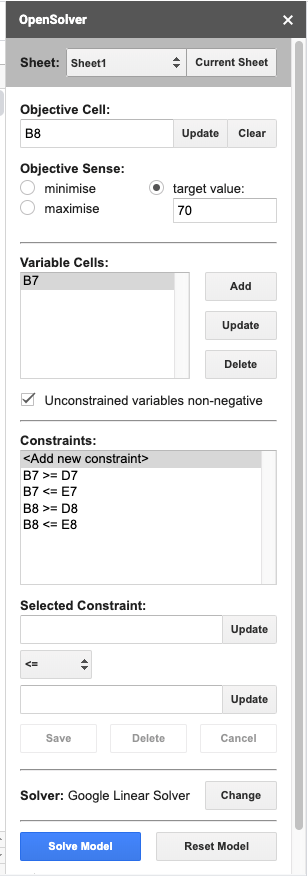 OpenSolver ×
Sheet: Sheet1 Current Sheet
Objective Cell:
B8 Update Clear
Objective Sense:
minimise target value:
maximise 70
Variable Cells:
B7 Add
Update
Delete
Unconstrained variables non-negative
Constraints:
<Add new constraint>
B7 >= D7
B7 <= E7
B8 >= D8
B8 <= E8
Selected Constraint:
Update
<=
Update
Save Delete Cancel
Solver: Google Linear Solver Change
Solve Model Reset Model